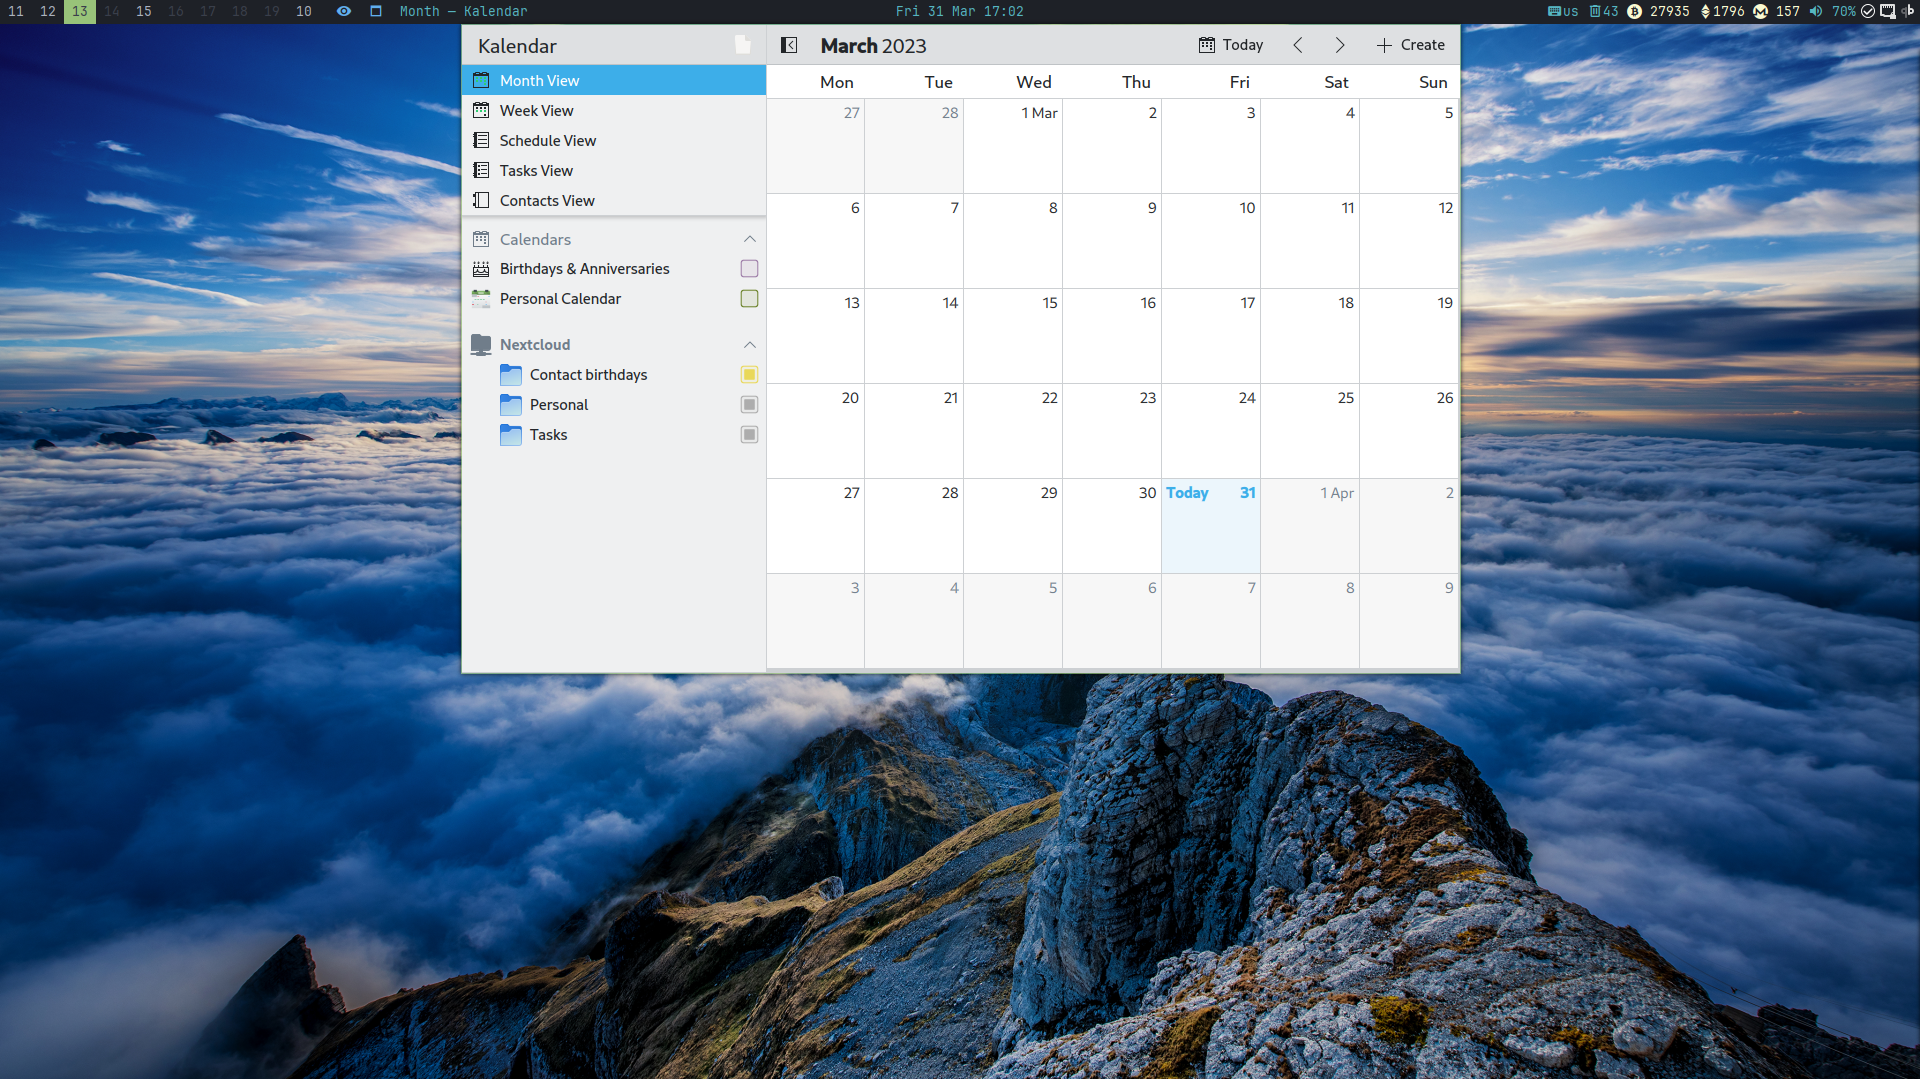 11 12 13 14 15 16 17 18 19 10 Month — Kalendar Fri 31 Mar 17:02 us 43 27935 1796 157 70%
Kalendar March 2023 Today Create
Month View
Week View
Schedule View
Tasks View
Contacts View
Calendars
Birthdays & Anniversaries
Personal Calendar
Nextcloud
Contact birthdays
Personal
Tasks
Mon Tue Wed Thu Fri Sat Sun
27 28 1 Mar 2 3 4 5
6 7 8 9 10 11 12
13 14 15 16 17 18 19
20 21 22 23 24 25 26
27 28 29 30 Today 31 1 Apr 2
3 4 5 6 7 8 9